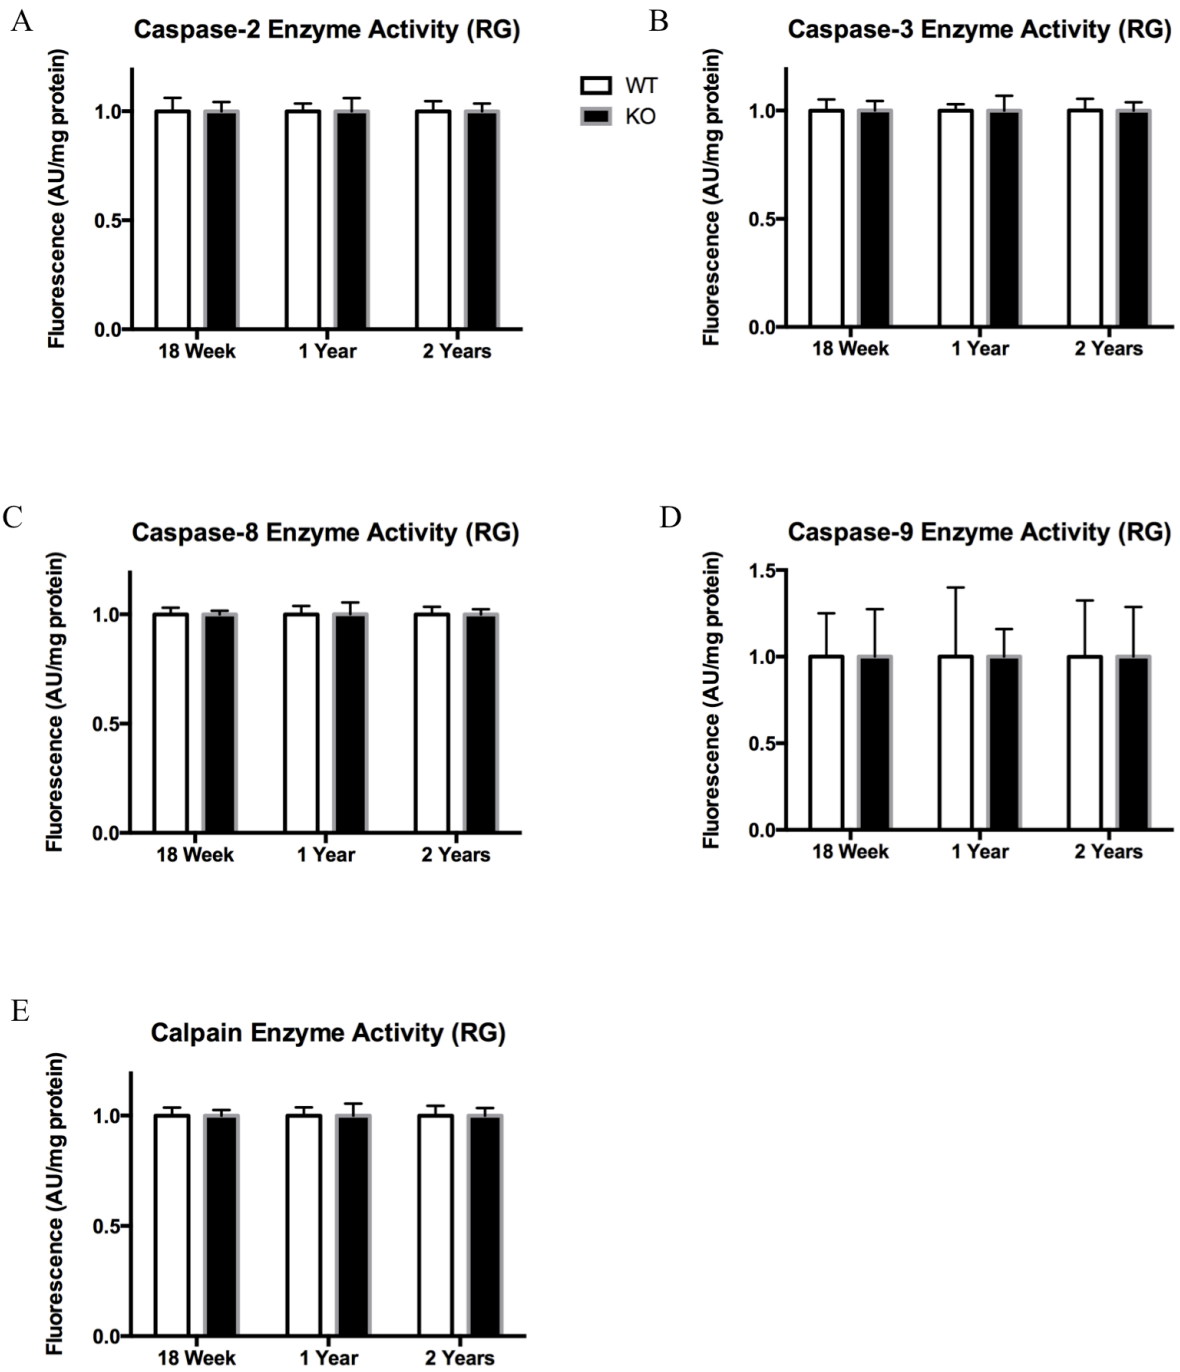 A
Caspase-2 Enzyme Activity (RG)
Fluorescence (AU/mg protein)
1.0
0.5
0.0
18 Week
1 Year
2 Years
WT
KO
B
Caspase-3 Enzyme Activity (RG)
Fluorescence (AU/mg protein)
1.0
0.5
0.0
18 Week
1 Year
2 Years
C
Caspase-8 Enzyme Activity (RG)
Fluorescence (AU/mg protein)
1.0
0.5
0.0
18 Week
1 Year
2 Years
D
Caspase-9 Enzyme Activity (RG)
Fluorescence (AU/mg protein)
1.5
1.0
0.5
0.0
18 Week
1 Year
2 Years
E
Calpain Enzyme Activity (RG)
Fluorescence (AU/mg protein)
1.0
0.5
0.0
18 Week
1 Year
2 Years